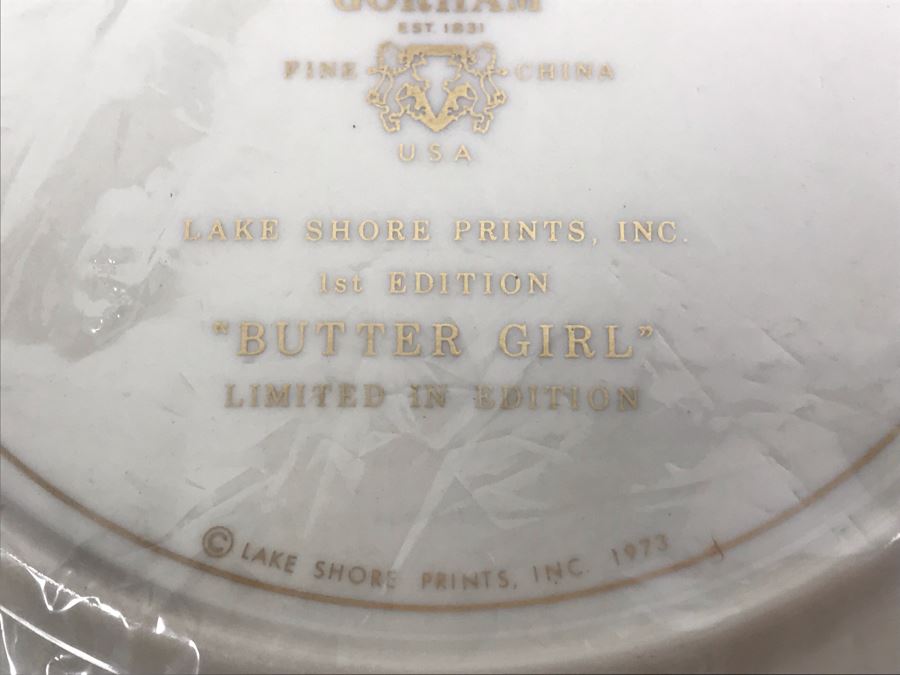 GORHAM
EST. 1831
FINE CHINA
USA
LAKE SHORE PRINTS, INC.
1st EDITION
"BUTTER GIRL"
LIMITED IN EDITION
© LAKE SHORE PRINTS, INC. 1973